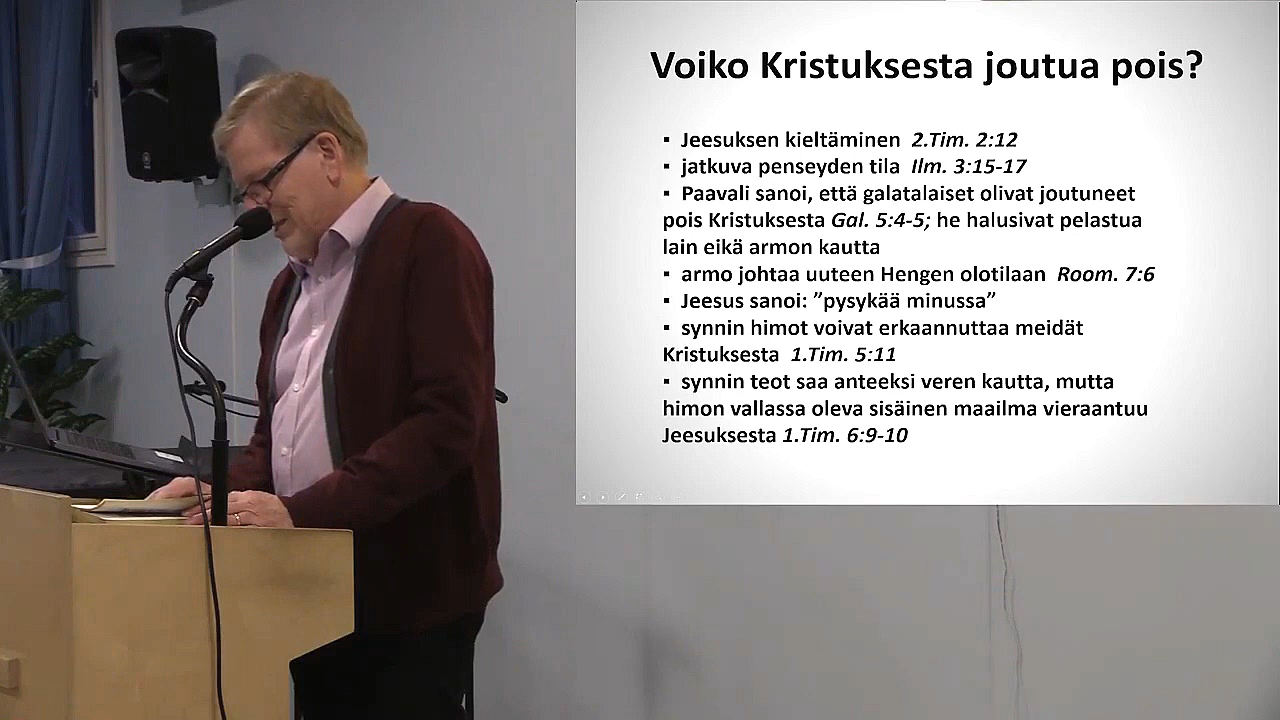 Voiko Kristuksesta joutua pois?
▪ Jeesuksen kieltäminen 2.Tim. 2:12
▪ jatkuva penseyden tila Ilm. 3:15-17
▪ Paavali sanoi, että galatalaiset olivat joutuneet
pois Kristuksesta Gal. 5:4-5; he halusivat pelastua
lain eikä armon kautta
▪ armo johtaa uuteen Hengen olotilaan Room. 7:6
▪ Jeesus sanoi: ”pysykää minussa”
▪ synnin himot voivat erkaannuttaa meidät
Kristuksesta 1.Tim. 5:11
▪ synnin teot saa anteeksi veren kautta, mutta
himon vallassa oleva sisäinen maailma vieraantuu
Jeesuksesta 1.Tim. 6:9-10